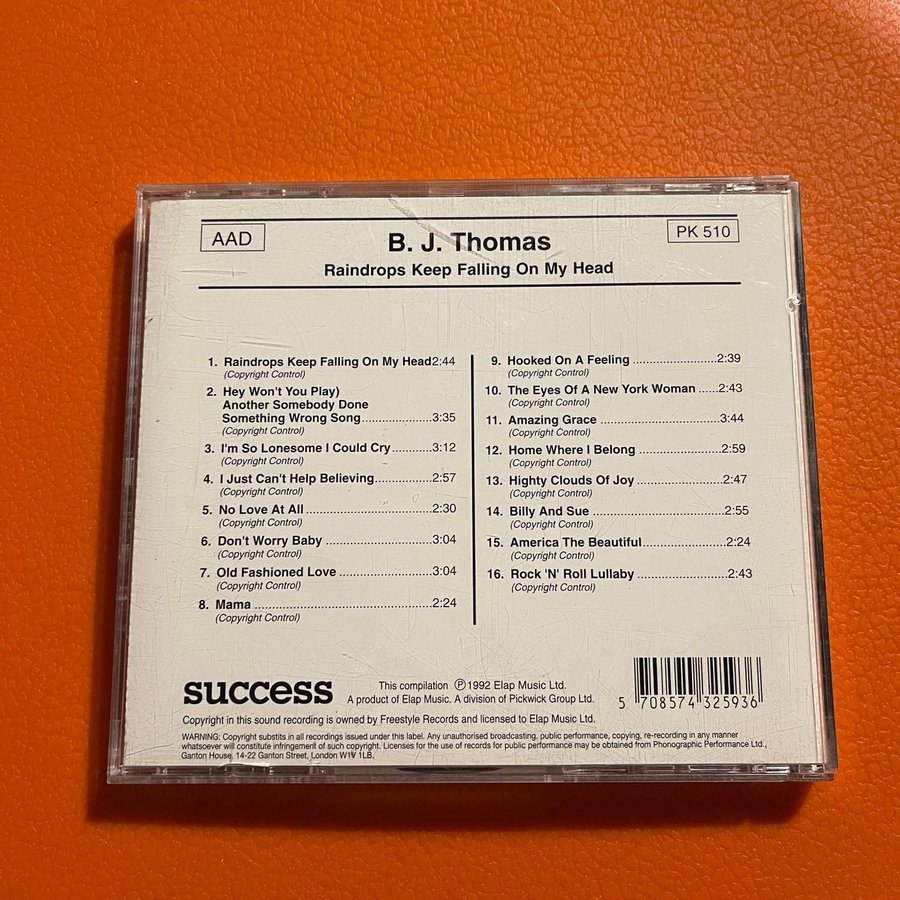 AAD
B. J. Thomas
PK 510
Raindrops Keep Falling On My Head
1. Raindrops Keep Falling On My Head2:44
(Copyright Control)
2. Hey Won't You Play)
Another Somebody Done
Something Wrong Song..................3:35
(Copyright Control)
3. I'm So Lonesome I Could Cry..........3:12
(Copyright Control)
4. I Just Can't Help Believing..............2:57
(Copyright Control)
5. No Love At All ................................2:30
(Copyright Control)
6. Don't Worry Baby ...........................3:04
(Copyright Control)
7. Old Fashioned Love ........................3:04
(Copyright Control)
8. Mama .............................................2:24
(Copyright Control)
9. Hooked On A Feeling .....................2:39
(Copyright Control)
10. The Eyes Of A New York Woman .....2:43
(Copyright Control)
11. Amazing Grace ..............................3:44
(Copyright Control)
12. Home Where I Belong .....................2:59
(Copyright Control)
13. Highty Clouds Of Joy ......................2:47
(Copyright Control)
14. Billy And Sue .................................2:55
(Copyright Control)
15. America The Beautiful.....................2:24
(Copyright Control)
16. Rock 'N' Roll Lullaby .......................2:43
(Copyright Control)
success
This compilation Ⓟ1992 Elap Music Ltd.
A product of Elap Music. A division of Pickwick Group Ltd.
5 708574 325936
Copyright in this sound recording is owned by Freestyle Records and licensed to Elap Music Ltd.
WARNING: Copyright substits in all recordings issued under this label. Any unauthorised broadcasting, public performance, copying, re-recording in any manner
whatsoever will constitute infringement of such copyright. Licenses for the use of records for public performance may be obtained from Phonographic Performance Ltd.,
Ganton House, 14-22 Ganton Street, London W1V 1LB.